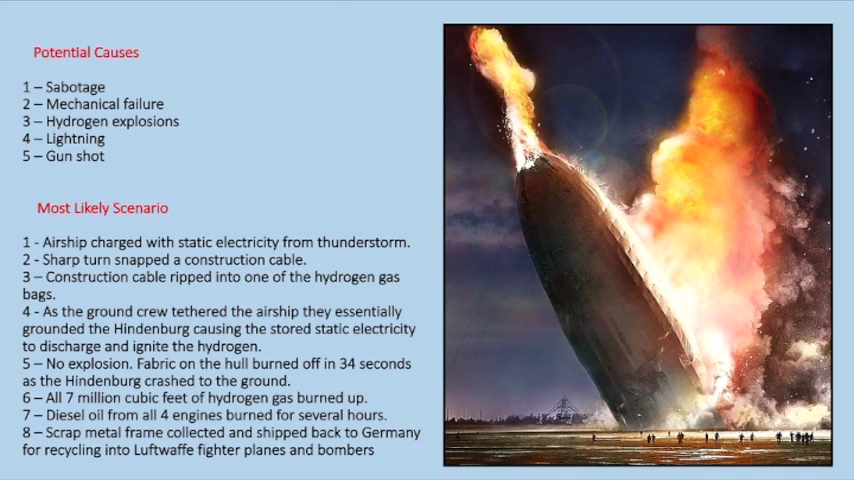 Potential Causes
1 – Sabotage
2 – Mechanical failure
3 – Hydrogen explosions
4 – Lightning
5 – Gun shot
Most Likely Scenario
1 - Airship charged with static electricity from thunderstorm.
2 - Sharp turn snapped a construction cable.
3 – Construction cable ripped into one of the hydrogen gas
bags.
4 - As the ground crew tethered the airship they essentially
grounded the Hindenburg causing the stored static electricity
to discharge and ignite the hydrogen.
5 – No explosion. Fabric on the hull burned off in 34 seconds
as the Hindenburg crashed to the ground.
6 – All 7 million cubic feet of hydrogen gas burned up.
7 – Diesel oil from all 4 engines burned for several hours.
8 – Scrap metal frame collected and shipped back to Germany
for recycling into Luftwaffe fighter planes and bombers